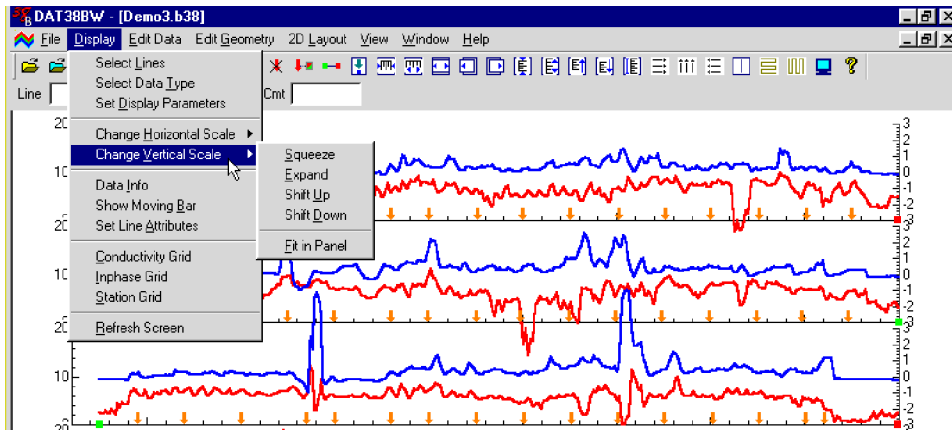 DAT38BW - [Demo3.b38]
File Display Edit Data Edit Geometry 2D Layout View Window Help
Line Cmt
Select Lines
Select Data Type
Set Display Parameters
Change Horizontal Scale
Change Vertical Scale
Data Info
Show Moving Bar
Set Line Attributes
Conductivity Grid
Inphase Grid
Station Grid
Refresh Screen
Squeeze
Expand
Shift Up
Shift Down
Fit in Panel
3
2
1
0
-1
-2
3
3
2
1
0
-1
-2
3
10
3
2
1
0
-1
-2
3